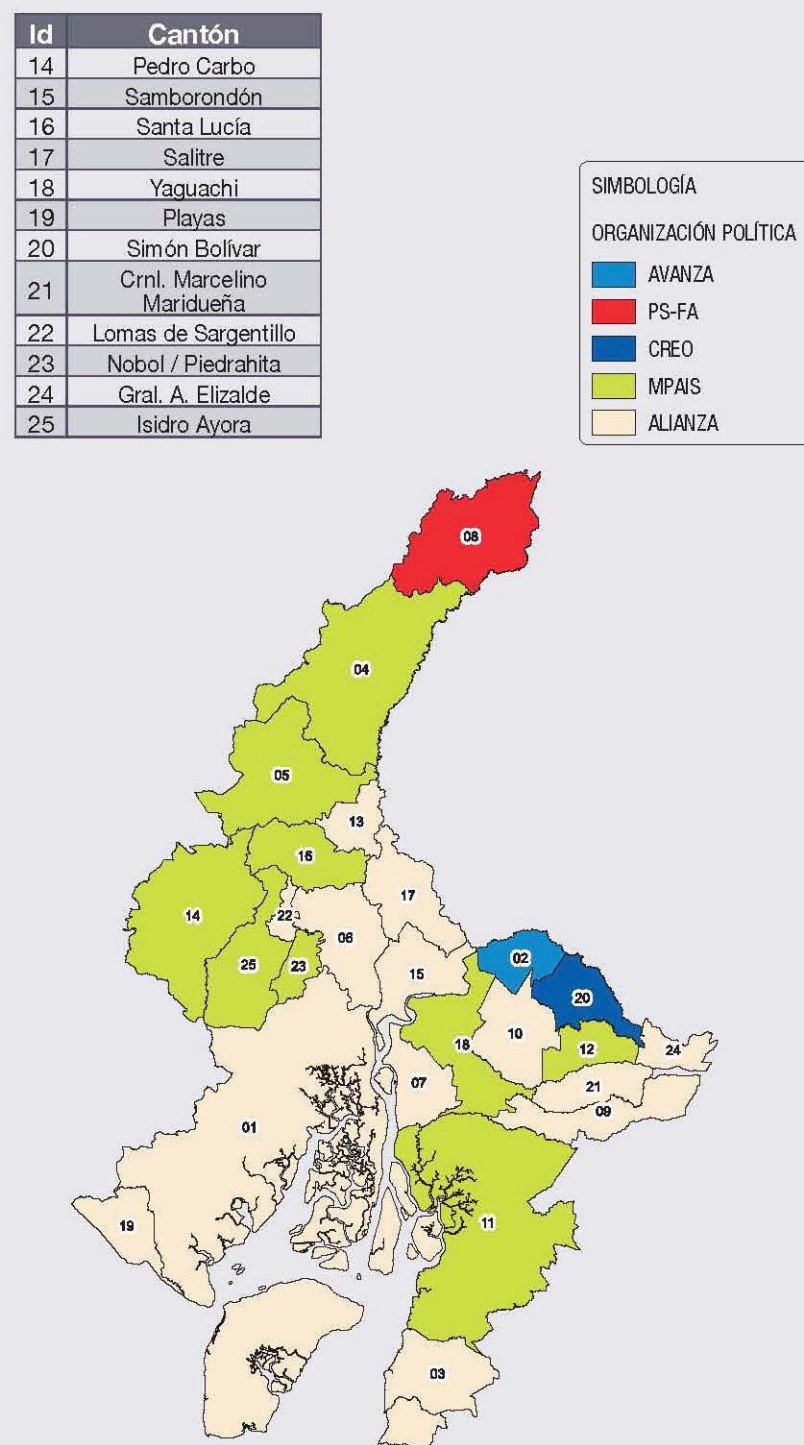 Id Cantón
14 Pedro Carbo
15 Samborondón
16 Santa Lucía
17 Salitre
18 Yaguachi
19 Playas
20 Simón Bolívar
21 Crnl. Marcelino
Maridueña
22 Lomas de Sargentillo
23 Nobol / Piedrahita
24 Gral. A. Elizalde
25 Isidro Ayora
SIMBOLOGÍA
ORGANIZACIÓN POLÍTICA
AVANZA
PS-FA
CREO
MPAIS
ALIANZA
08
04
05
13
16
17
14
22
06
02
25
23
15
20
10
18
12
24
07
21
09
01
19
11
03